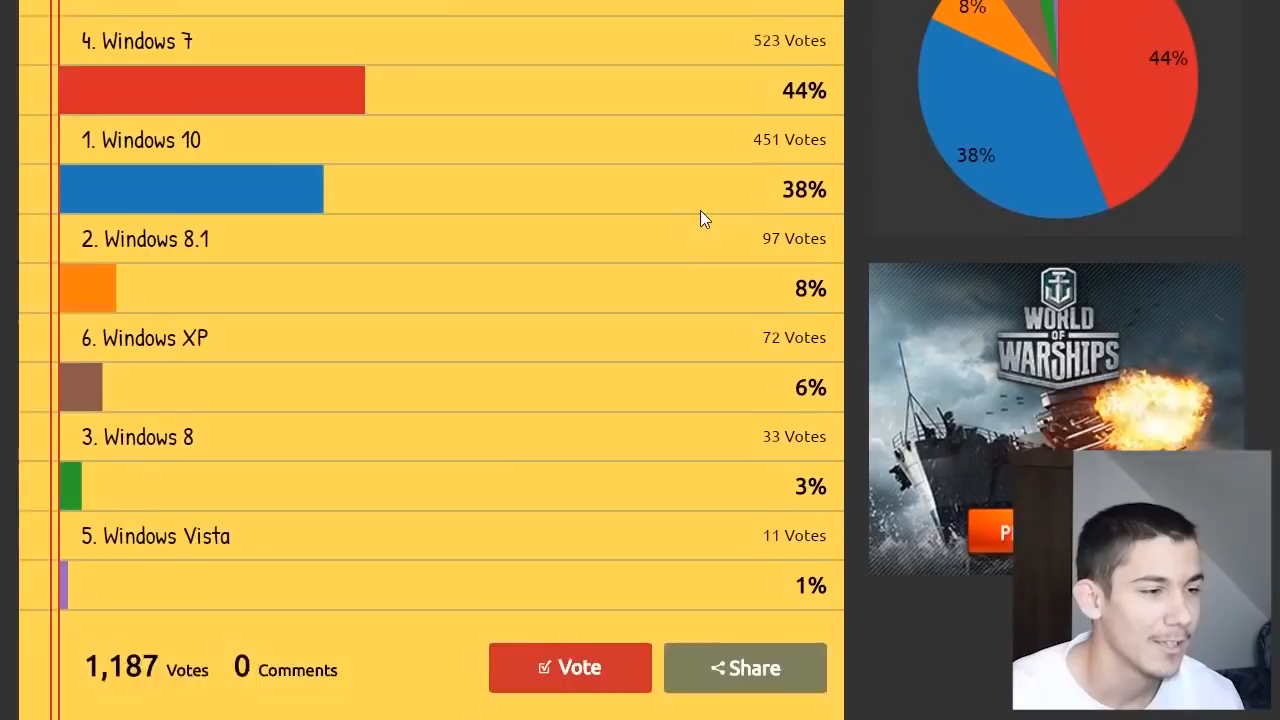 4. Windows 7 523 Votes
44%
1. Windows 10 451 Votes
38%
2. Windows 8.1 97 Votes
8%
6. Windows XP 72 Votes
6%
3. Windows 8 33 Votes
3%
5. Windows Vista 11 Votes
1%
1,187 Votes 0 Comments
Vote
Share
8%
44%
38%
WORLD
OF
WARSHIPS